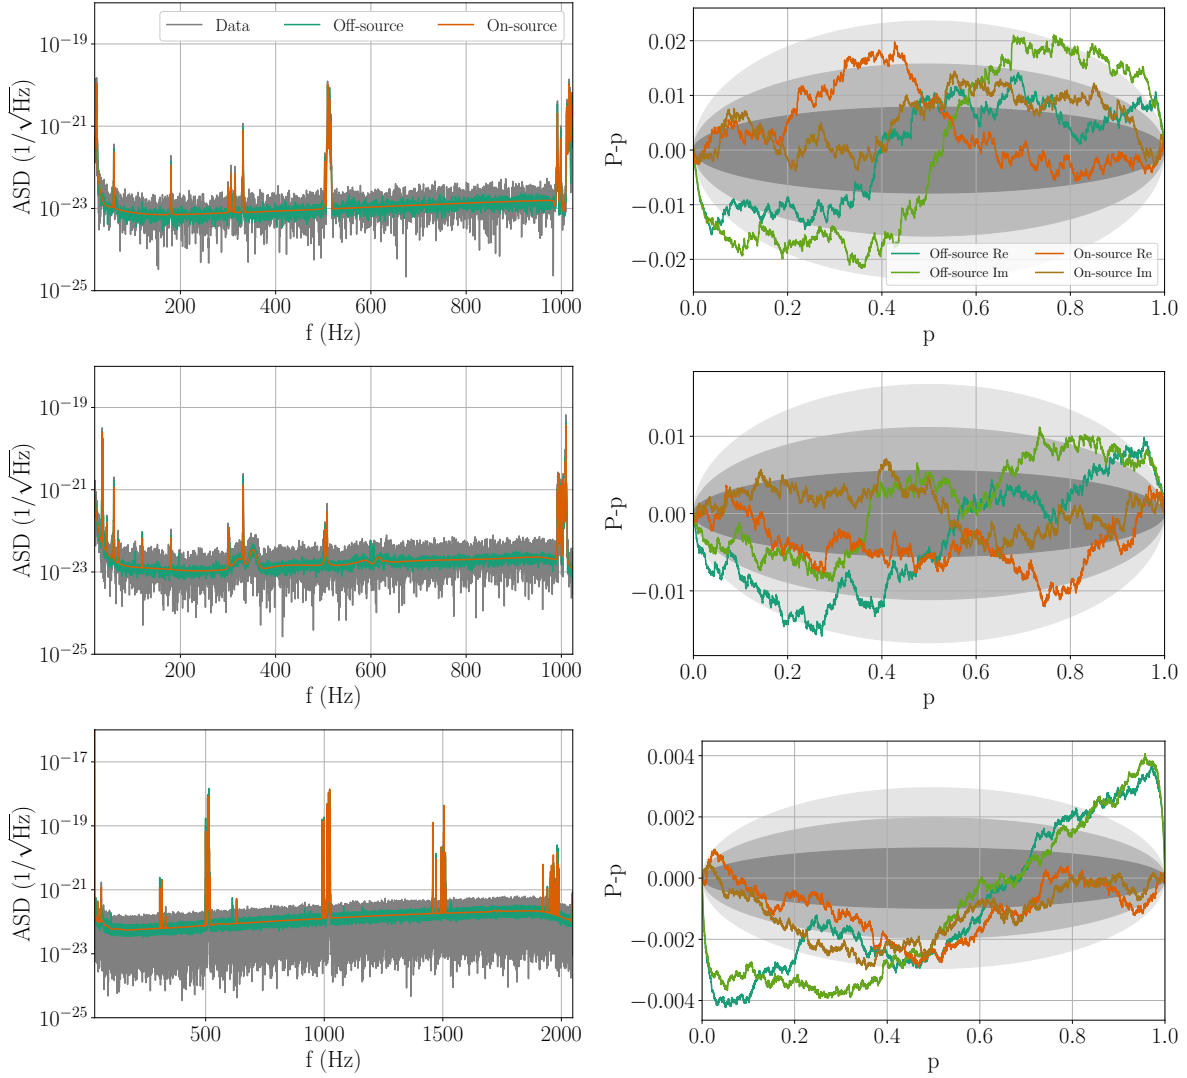 Data Off-source On-source
10⁻¹⁹
10⁻²¹
10⁻²³
10⁻²⁵
ASD (1/√Hz)
200 400 600 800 1000
f (Hz)
0.02
0.01
0.00
−0.01
−0.02
P-p
Off-source Re On-source Re
Off-source Im On-source Im
0.0 0.2 0.4 0.6 0.8 1.0
p
10⁻¹⁹
10⁻²¹
10⁻²³
10⁻²⁵
ASD (1/√Hz)
200 400 600 800 1000
f (Hz)
0.01
0.00
−0.01
P-p
0.0 0.2 0.4 0.6 0.8 1.0
p
10⁻¹⁷
10⁻¹⁹
10⁻²¹
10⁻²³
10⁻²⁵
ASD (1/√Hz)
500 1000 1500 2000
f (Hz)
0.004
0.002
0.000
−0.002
−0.004
P-p
0.0 0.2 0.4 0.6 0.8 1.0
p